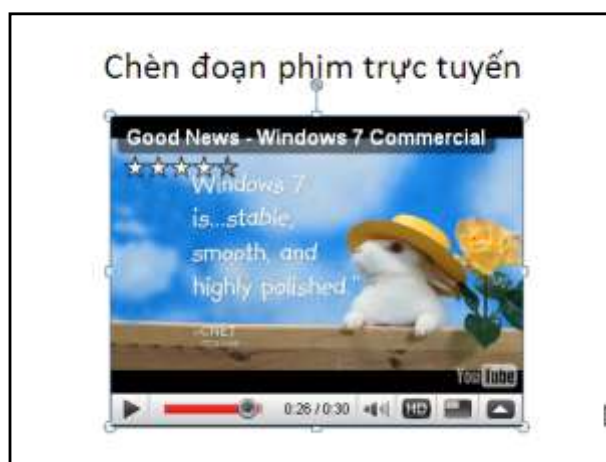 Chèn đoạn phim trực tuyến
Good News - Windows 7 Commercial
Windows 7
is...stable,
smooth, and
highly polished."
-CNET
YouTube
0:26 / 0:30
HD